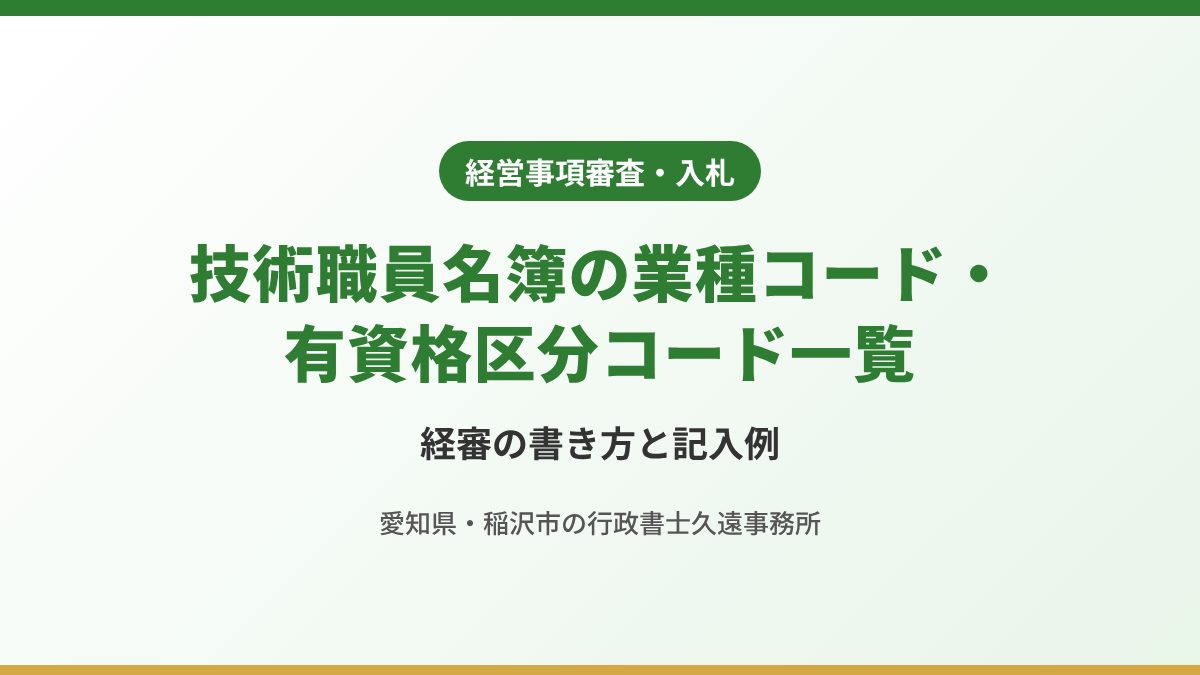 経営事項審査・入札
技術職員名簿の業種コード・
有資格区分コード一覧
経審の書き方と記入例
愛知県・稲沢市の行政書士久遠事務所